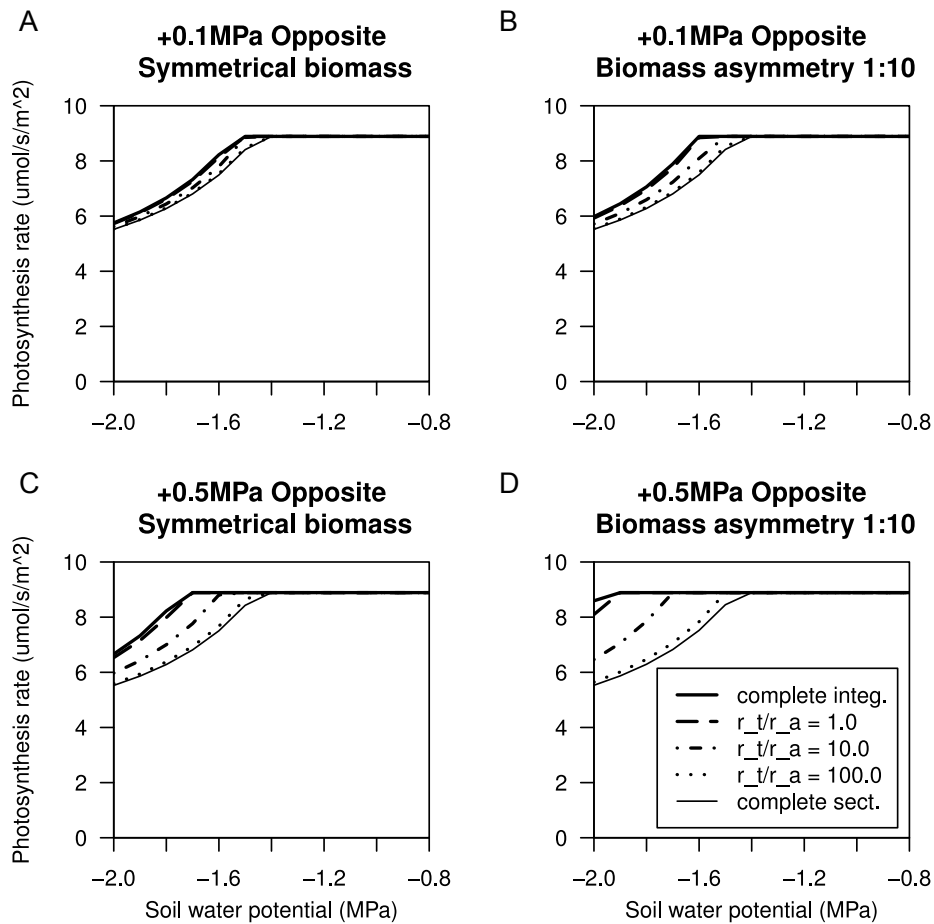 A
+0.1MPa Opposite
Symmetrical biomass
Photosynthesis rate (umol/s/m^2)
10
8
6
4
2
0
−2.0
−1.6
−1.2
−0.8
B
+0.1MPa Opposite
Biomass asymmetry 1:10
10
8
6
4
2
0
−2.0
−1.6
−1.2
−0.8
C
+0.5MPa Opposite
Symmetrical biomass
Photosynthesis rate (umol/s/m^2)
10
8
6
4
2
0
−2.0
−1.6
−1.2
−0.8
Soil water potential (MPa)
D
+0.5MPa Opposite
Biomass asymmetry 1:10
10
8
6
4
2
0
complete integ.
r_t/r_a = 1.0
r_t/r_a = 10.0
r_t/r_a = 100.0
complete sect.
−2.0
−1.6
−1.2
−0.8
Soil water potential (MPa)